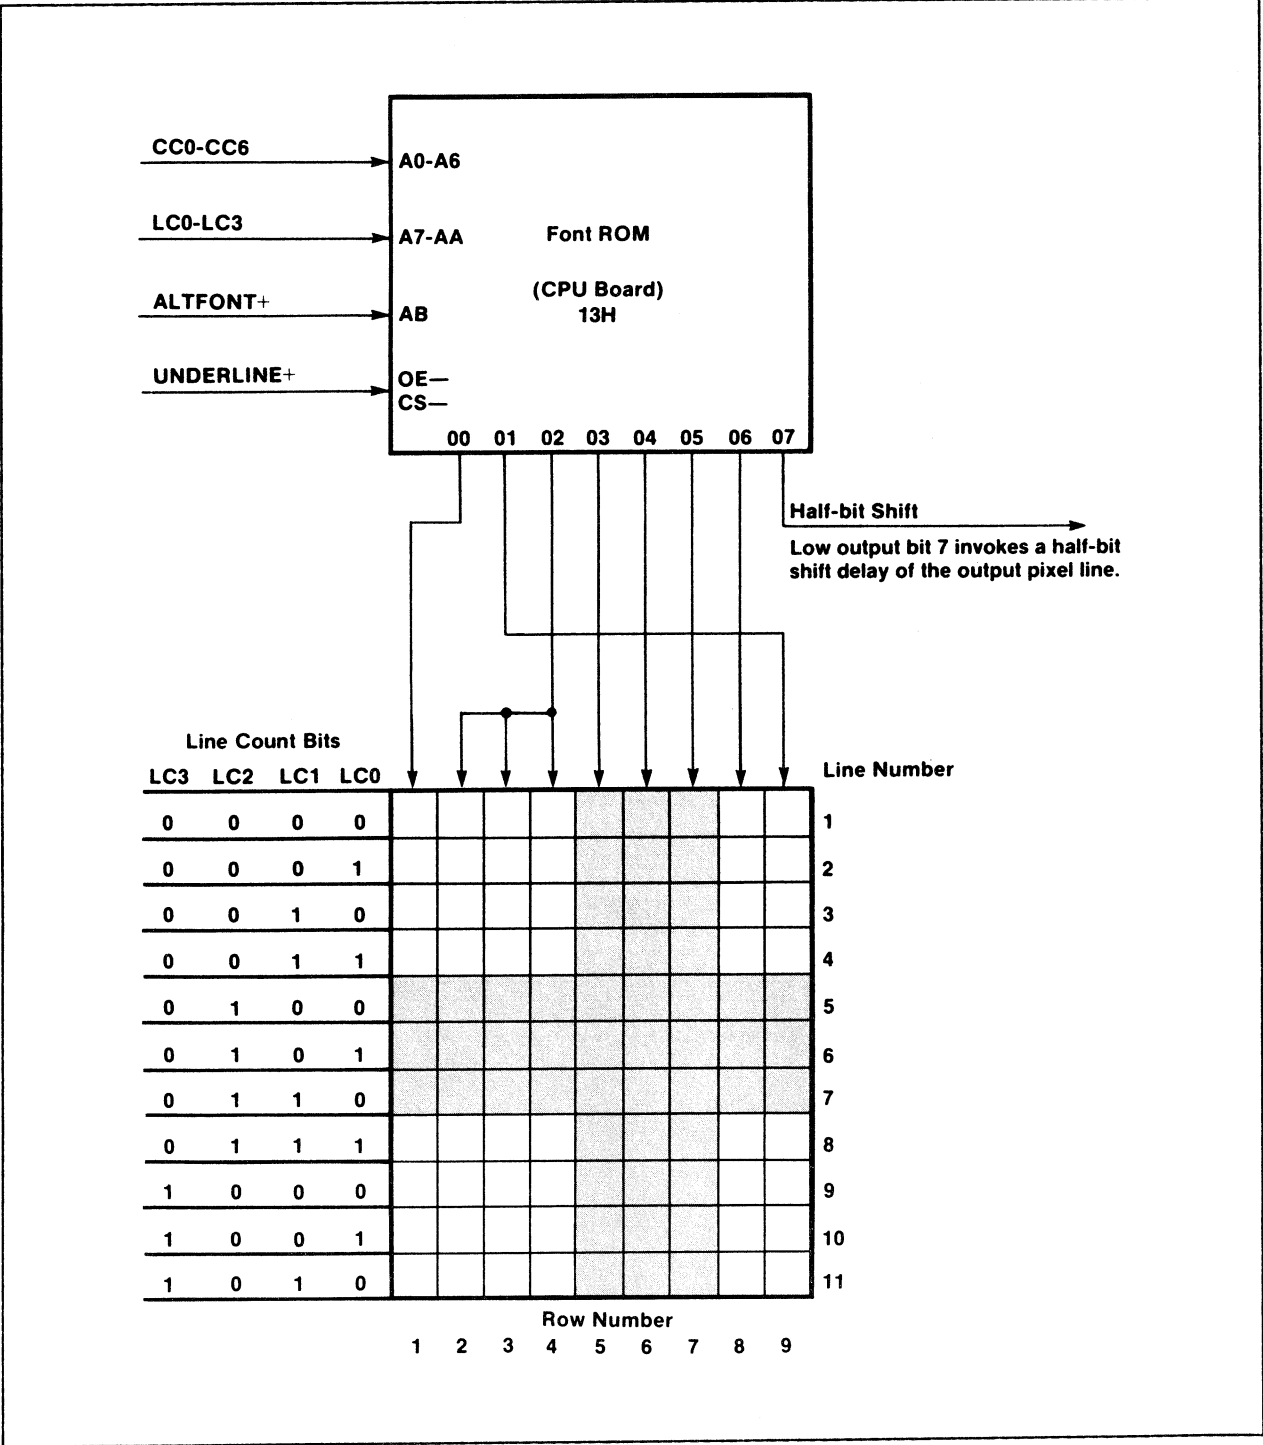 CC0-CC6
A0-A6
LC0-LC3
A7-AA
Font ROM
(CPU Board)
13H
ALTFONT+
AB
UNDERLINE+
OE—
CS—
00 01 02 03 04 05 06 07
Half-bit Shift
Low output bit 7 invokes a half-bit
shift delay of the output pixel line.
Line Count Bits
LC3 LC2 LC1 LC0
Line Number
0 0 0 0 1
0 0 0 1 2
0 0 1 0 3
0 0 1 1 4
0 1 0 0 5
0 1 0 1 6
0 1 1 0 7
0 1 1 1 8
1 0 0 0 9
1 0 0 1 10
1 0 1 0 11
Row Number
1 2 3 4 5 6 7 8 9